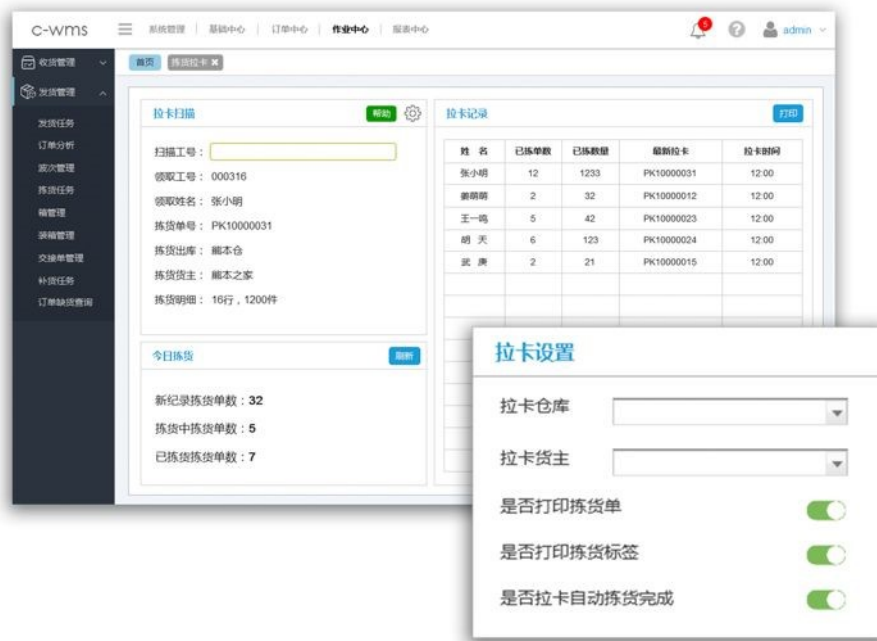 c-wms
系统管理 基础中心 订单中心 作业中心 报表中心
5
admin
收货管理
发货管理
发货任务
订单分析
波次管理
拣货任务
箱管理
装箱管理
交接单管理
补货任务
订单缺货查询
首页 拣货拉卡
拉卡扫描 帮助
扫描工号：
领取工号： 000316
领取姓名： 张小明
拣货单号： PK10000031
拣货出库： 熊本仓
拣货货主： 熊本之家
拣货明细： 16行，1200件
今日拣货 刷新
新纪录拣货单数：32
拣货中拣货单数：5
已拣货拣货单数：7
拉卡记录 打印
姓 名 已拣单数 已拣数量 最新拉卡 拉卡时间
张小明 12 1233 PK10000031 12:00
姜萌萌 2 32 PK10000012 12:00
王一鸣 5 42 PK10000023 12:00
胡 天 6 123 PK10000024 12:00
武 庚 2 21 PK10000015 12:00
拉卡设置
拉卡仓库
拉卡货主
是否打印拣货单
是否打印拣货标签
是否拉卡自动拣货完成